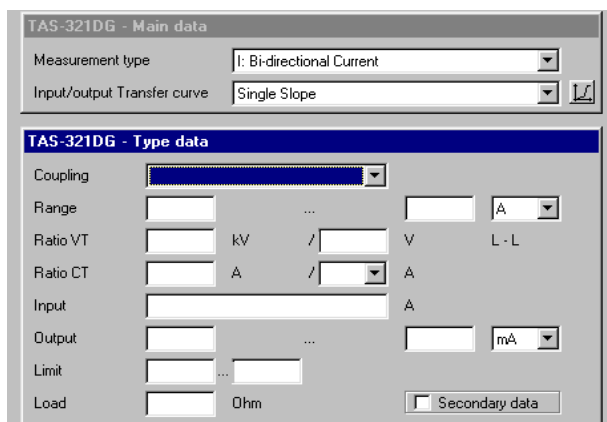 TAS-321DG - Main data
Measurement type I: Bi-directional Current
Input/output Transfer curve Single Slope
TAS-321DG - Type data
Coupling
Range ... A
Ratio VT kV / V L - L
Ratio CT A / A
Input A
Output ... mA
Limit ...
Load Ohm Secondary data